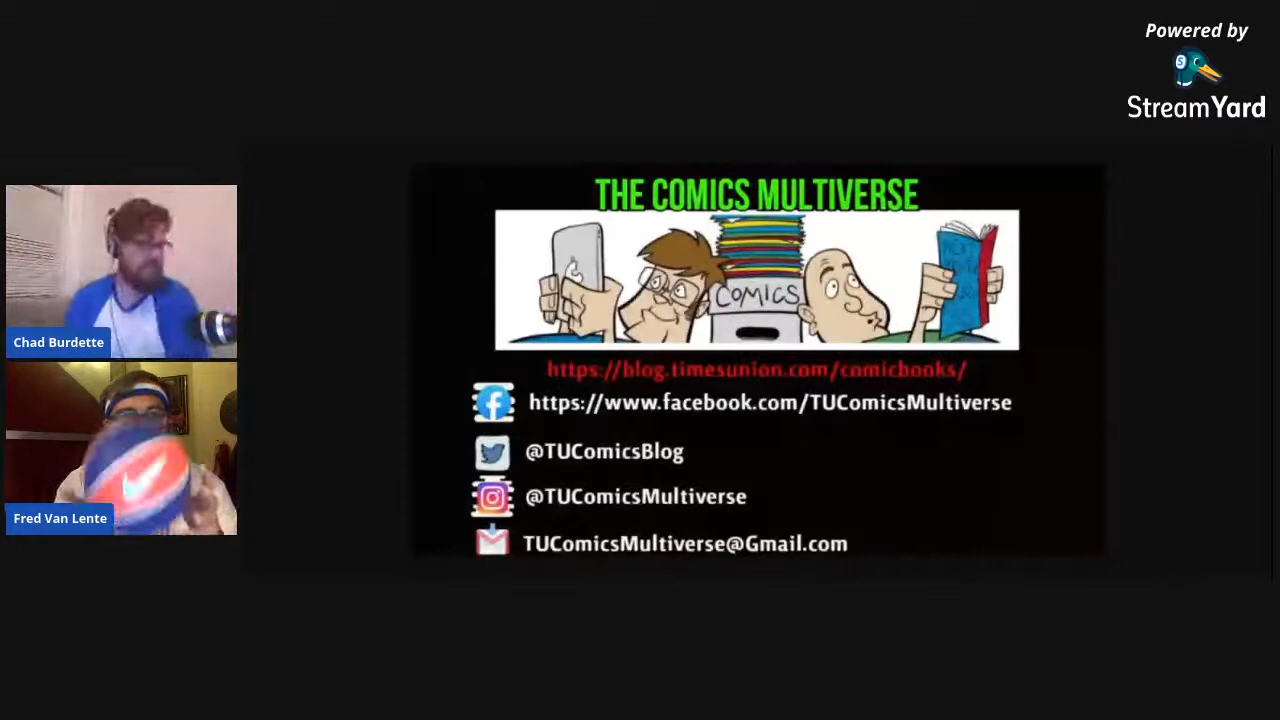 Powered by
StreamYard
THE COMICS MULTIVERSE
COMICS
https://blog.timesunion.com/comicbooks/
https://www.facebook.com/TUComicsMultiverse
@TUComicsBlog
@TUComicsMultiverse
TUComicsMultiverse@Gmail.com
Chad Burdette
Fred Van Lente